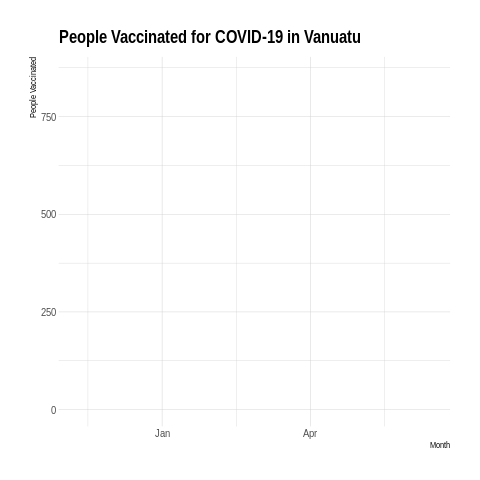 People Vaccinated for COVID-19 in Vanuatu
People Vaccinated
750
500
250
0
Jan Apr
Month